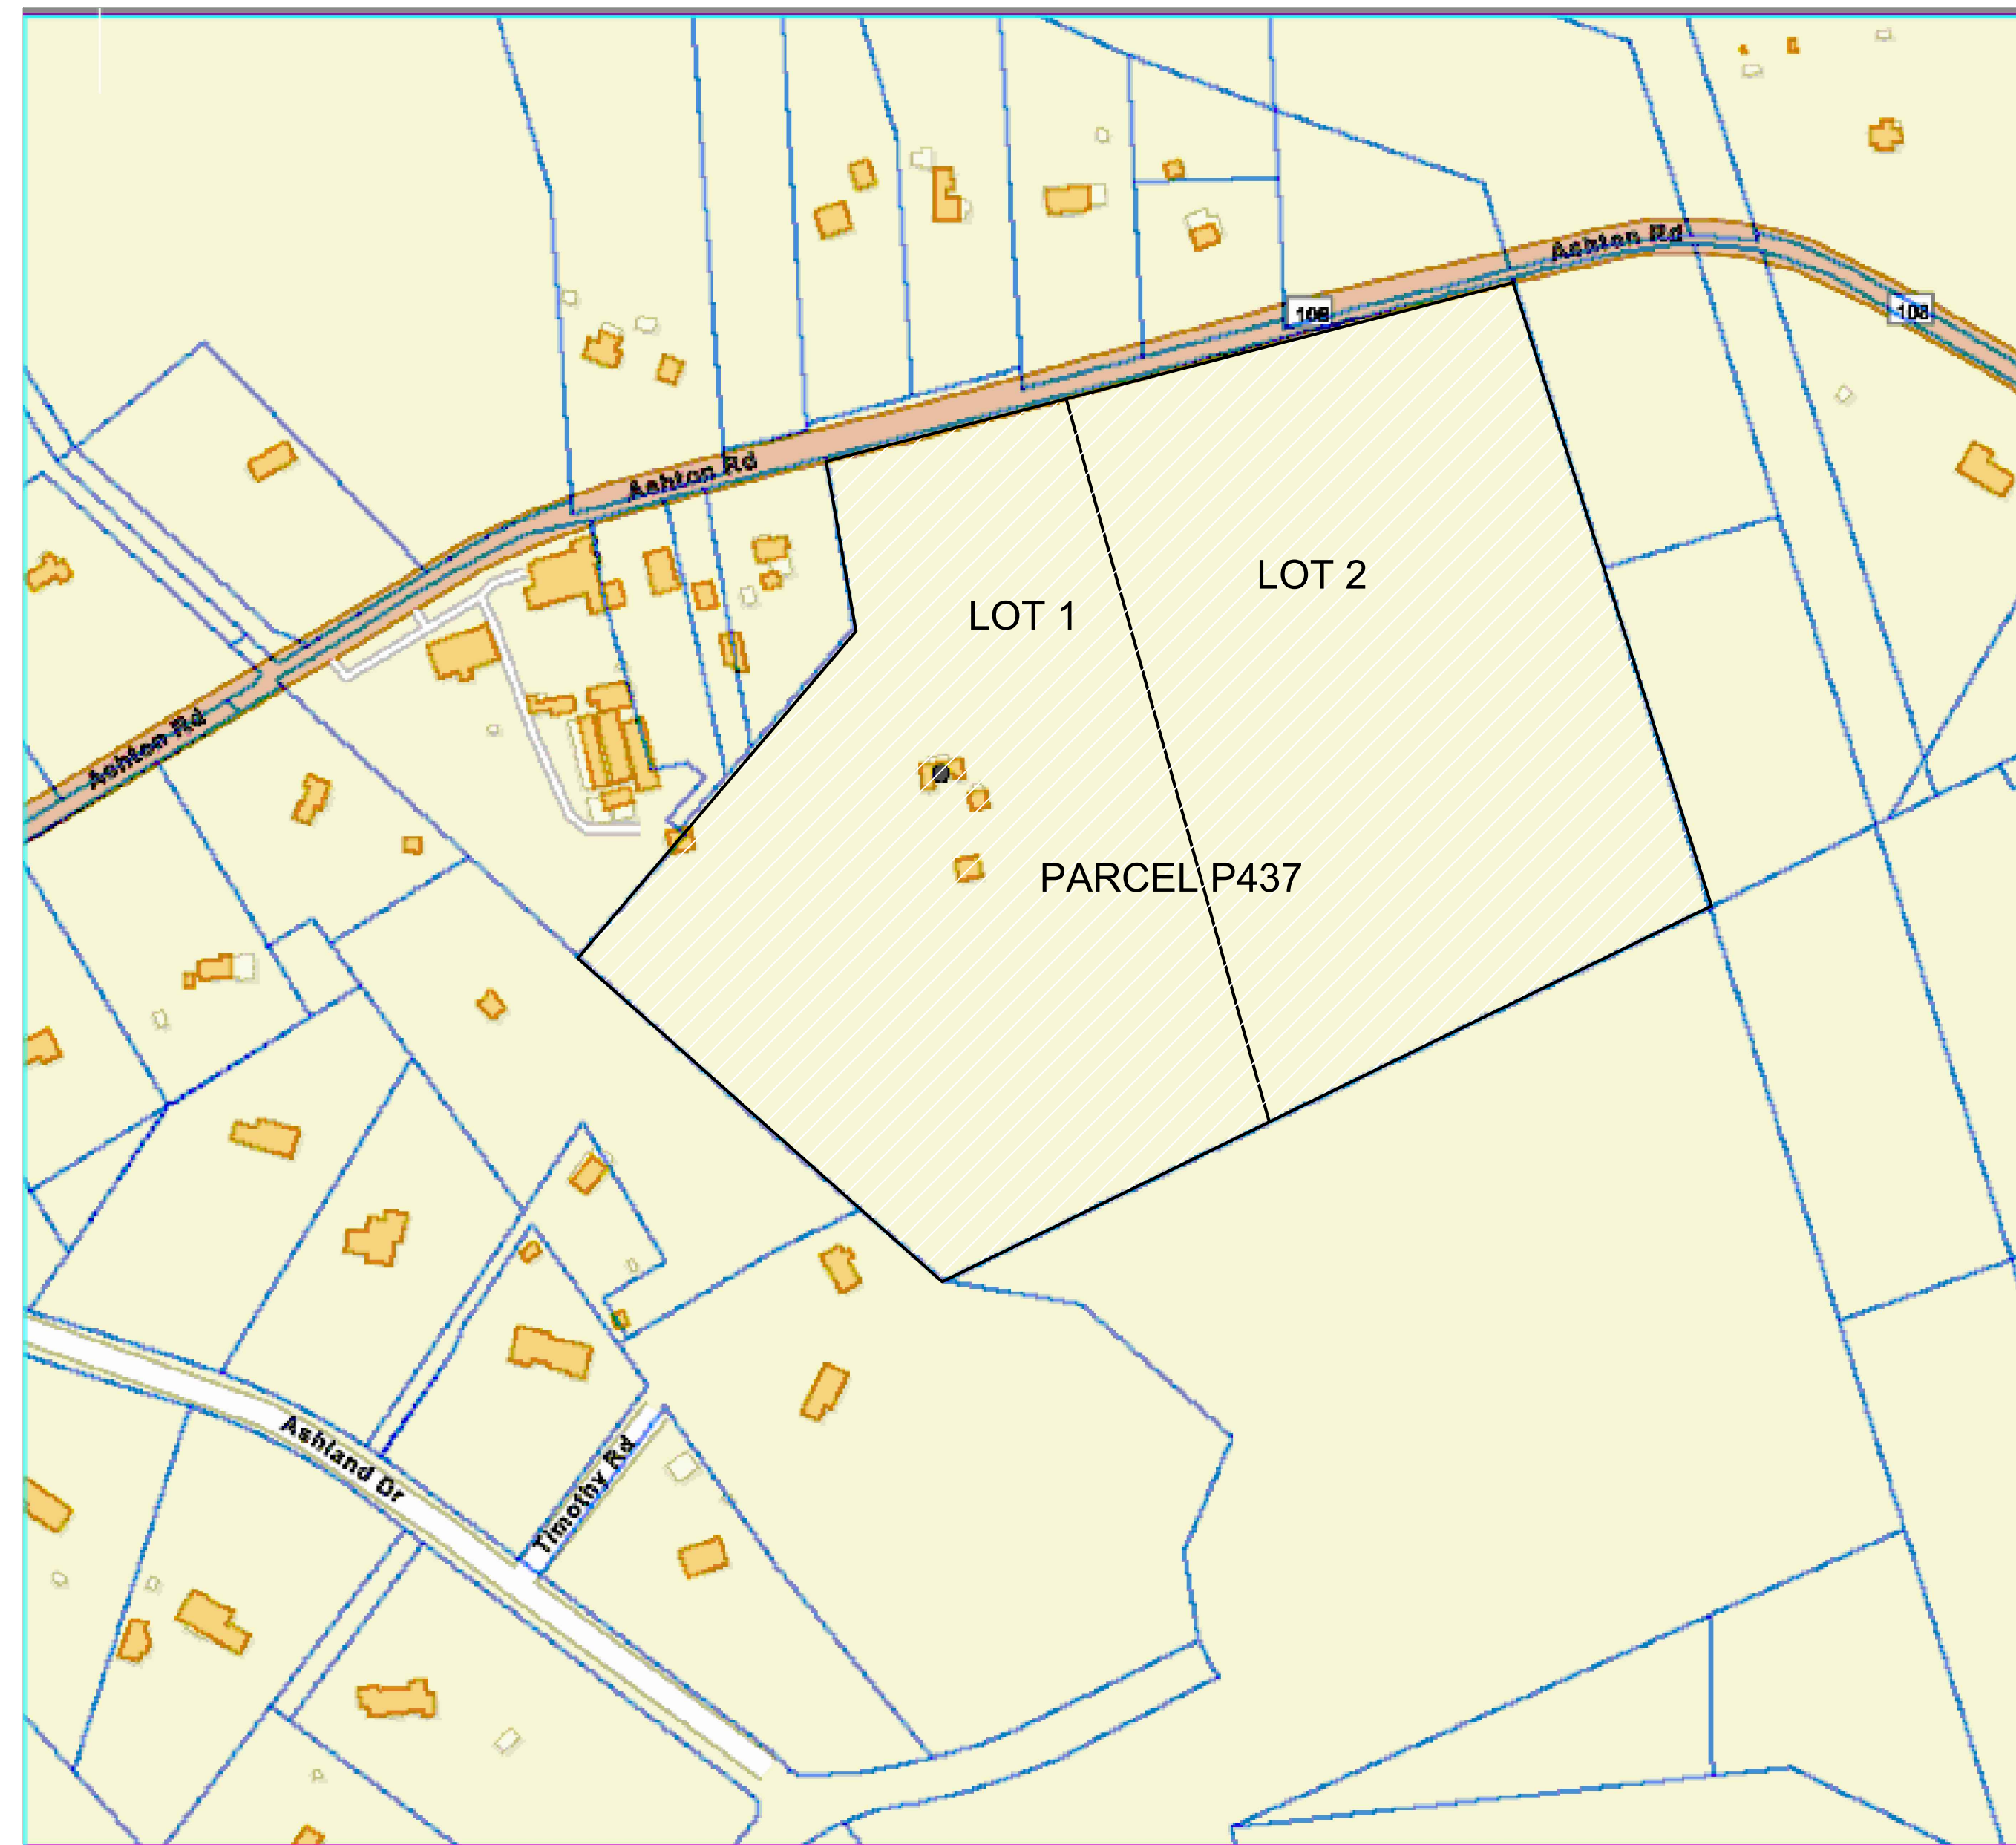 Ashton Rd
108
108
Ashton Rd
LOT 2
LOT 1
Ashton Rd
PARCEL P437
Ashland Dr
Timothy Rd